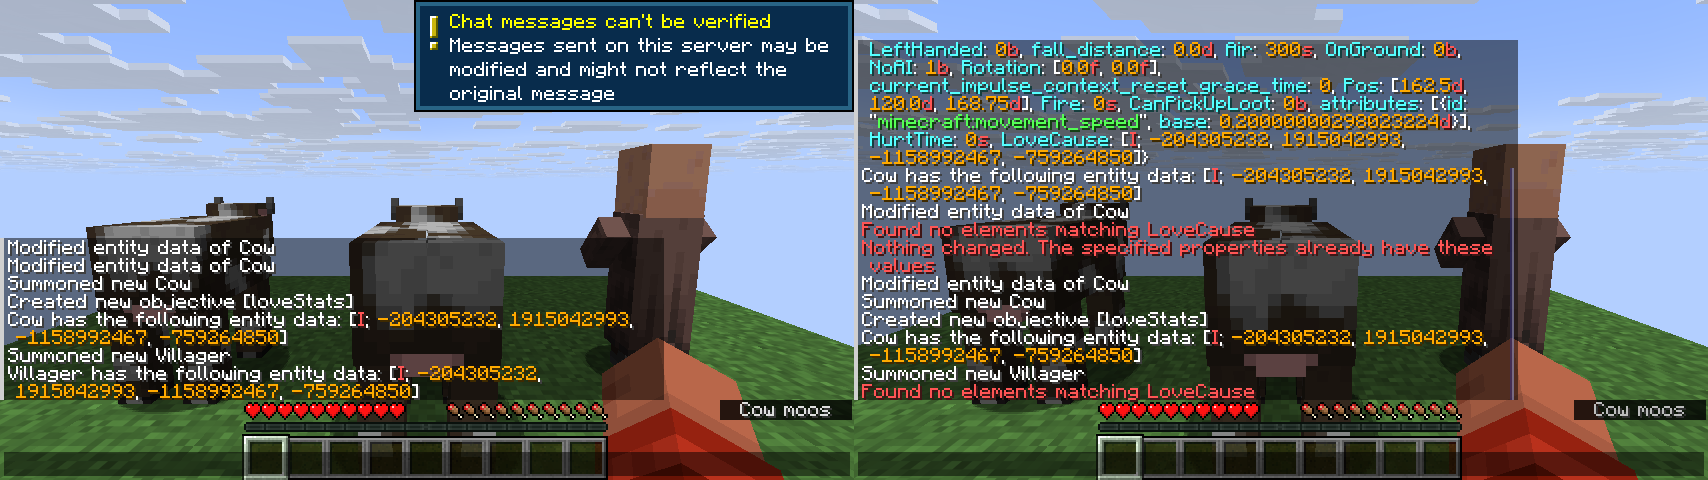 Chat messages can't be verified
Messages sent on this server may be
modified and might not reflect the
original message
Modified entity data of Cow
Modified entity data of Cow
Summoned new Cow
Created new objective [loveStats]
Cow has the following entity data: [I; -204305232, 1915042993,
-1158992467, -759264850]
Summoned new Villager
Villager has the following entity data: [I; -204305232,
1915042993, -1158992467, -759264850]
Cow moos
LeftHanded: 0b, fall_distance: 0.0d, Air: 300s, OnGround: 0b,
NoAI: 1b, Rotation: [0.0f, 0.0f],
current_impulse_context_reset_grace_time: 0, Pos: [162.5d,
120.0d, 168.75d], Fire: 0s, CanPickUpLoot: 0b, attributes: [{id:
"minecraft:movement_speed", base: 0.20000000298023224d}],
HurtTime: 0s, LoveCause: [I; -204305232, 1915042993,
-1158992467, -759264850]}
Cow has the following entity data: [I; -204305232, 1915042993,
-1158992467, -759264850]
Modified entity data of Cow
Found no elements matching LoveCause
Nothing changed. The specified properties already have these
values
Modified entity data of Cow
Summoned new Cow
Created new objective [loveStats]
Cow has the following entity data: [I; -204305232, 1915042993,
-1158992467, -759264850]
Summoned new Villager
Found no elements matching LoveCause
Cow moos